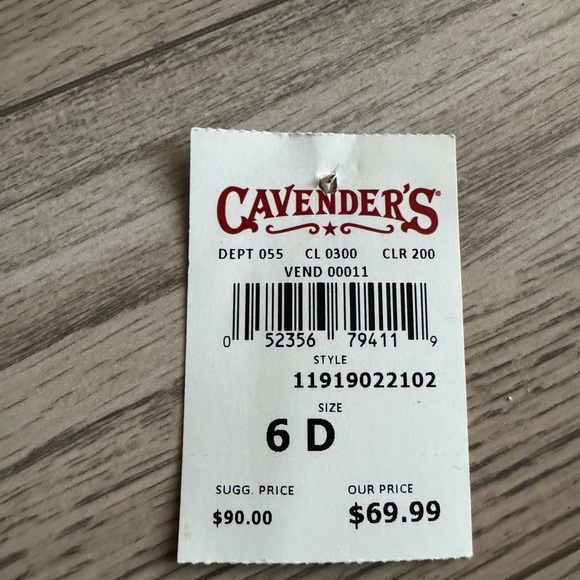 CAVENDER'S®
DEPT 055 CL 0300 CLR 200
VEND 00011
0 52356 79411 9
STYLE
11919022102
SIZE
6 D
SUGG. PRICE OUR PRICE
$90.00 $69.99